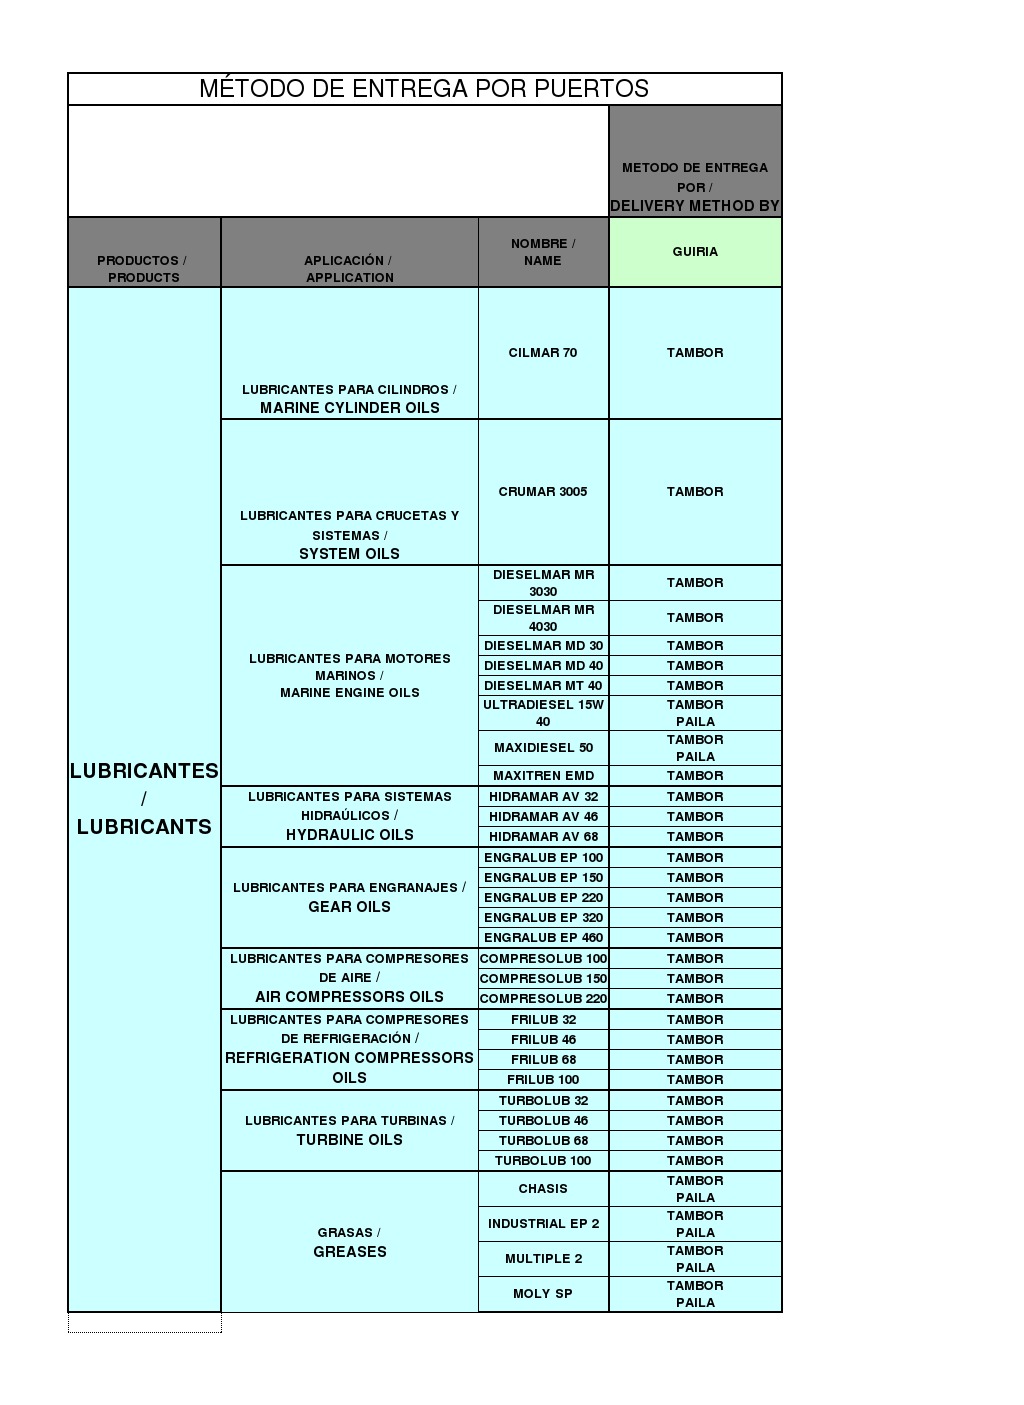 MÉTODO DE ENTREGA POR PUERTOS
METODO DE ENTREGA
POR /
DELIVERY METHOD BY
PRODUCTOS /
PRODUCTS
APLICACIÓN /
APPLICATION
NOMBRE /
NAME
GUIRIA
LUBRICANTES
/
LUBRICANTS
LUBRICANTES PARA CILINDROS /
MARINE CYLINDER OILS
CILMAR 70
TAMBOR
LUBRICANTES PARA CRUCETAS Y
SISTEMAS /
SYSTEM OILS
CRUMAR 3005
TAMBOR
LUBRICANTES PARA MOTORES
MARINOS /
MARINE ENGINE OILS
DIESELMAR MR
3030
TAMBOR
DIESELMAR MR
4030
TAMBOR
DIESELMAR MD 30
TAMBOR
DIESELMAR MD 40
TAMBOR
DIESELMAR MT 40
TAMBOR
ULTRADIESEL 15W
40
TAMBOR
PAILA
MAXIDIESEL 50
TAMBOR
PAILA
MAXITREN EMD
TAMBOR
LUBRICANTES PARA SISTEMAS
HIDRAÚLICOS /
HYDRAULIC OILS
HIDRAMAR AV 32
TAMBOR
HIDRAMAR AV 46
TAMBOR
HIDRAMAR AV 68
TAMBOR
LUBRICANTES PARA ENGRANAJES /
GEAR OILS
ENGRALUB EP 100
TAMBOR
ENGRALUB EP 150
TAMBOR
ENGRALUB EP 220
TAMBOR
ENGRALUB EP 320
TAMBOR
ENGRALUB EP 460
TAMBOR
LUBRICANTES PARA COMPRESORES
DE AIRE /
AIR COMPRESSORS OILS
COMPRESOLUB 100
TAMBOR
COMPRESOLUB 150
TAMBOR
COMPRESOLUB 220
TAMBOR
LUBRICANTES PARA COMPRESORES
DE REFRIGERACIÓN /
REFRIGERATION COMPRESSORS
OILS
FRILUB 32
TAMBOR
FRILUB 46
TAMBOR
FRILUB 68
TAMBOR
FRILUB 100
TAMBOR
LUBRICANTES PARA TURBINAS /
TURBINE OILS
TURBOLUB 32
TAMBOR
TURBOLUB 46
TAMBOR
TURBOLUB 68
TAMBOR
TURBOLUB 100
TAMBOR
GRASAS /
GREASES
CHASIS
TAMBOR
PAILA
INDUSTRIAL EP 2
TAMBOR
PAILA
MULTIPLE 2
TAMBOR
PAILA
MOLY SP
TAMBOR
PAILA